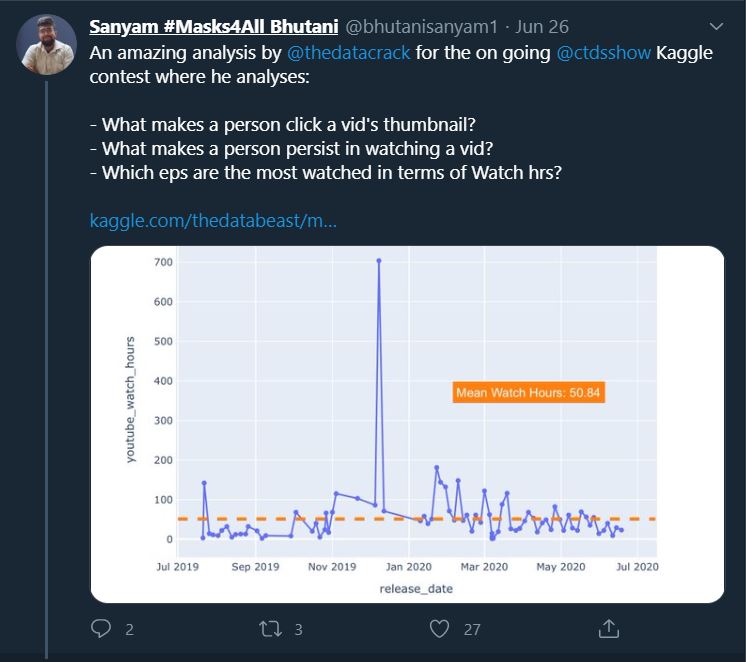 Sanyam #Masks4All Bhutani @bhutanisanyam1 · Jun 26
An amazing analysis by @thedatacrack for the on going @ctdsshow Kaggle
contest where he analyses:
- What makes a person click a vid's thumbnail?
- What makes a person persist in watching a vid?
- Which eps are the most watched in terms of Watch hrs?
kaggle.com/thedatabeast/m...
700
600
500
400
300
200
100
0
youtube_watch_hours
Mean Watch Hours: 50.84
Jul 2019 Sep 2019 Nov 2019 Jan 2020 Mar 2020 May 2020 Jul 2020
release_date
2 3 27